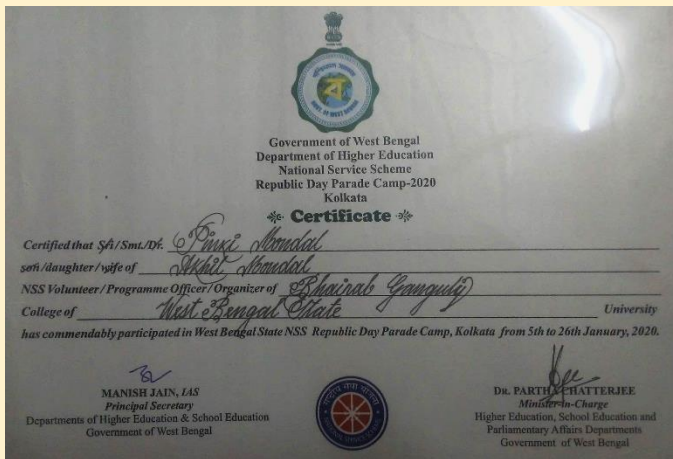 GOVT. OF WEST BENGAL
Government of West Bengal
Department of Higher Education
National Service Scheme
Republic Day Parade Camp-2020
Kolkata
Certificate
Certified that Sri/Smt./Dr. Pinki Mondal
son/daughter/wife of Akhil Mondal
NSS Volunteer/Programme Officer/Organizer of Bhairab Ganguly
College of West Bengal State University
has commendably participated in West Bengal State NSS Republic Day Parade Camp, Kolkata from 5th to 26th January, 2020.
MANISH JAIN, IAS
Principal Secretary
Departments of Higher Education & School Education
Government of West Bengal
DR. PARTHA CHATTERJEE
Minister-in-Charge
Higher Education, School Education and
Parliamentary Affairs Departments
Government of West Bengal